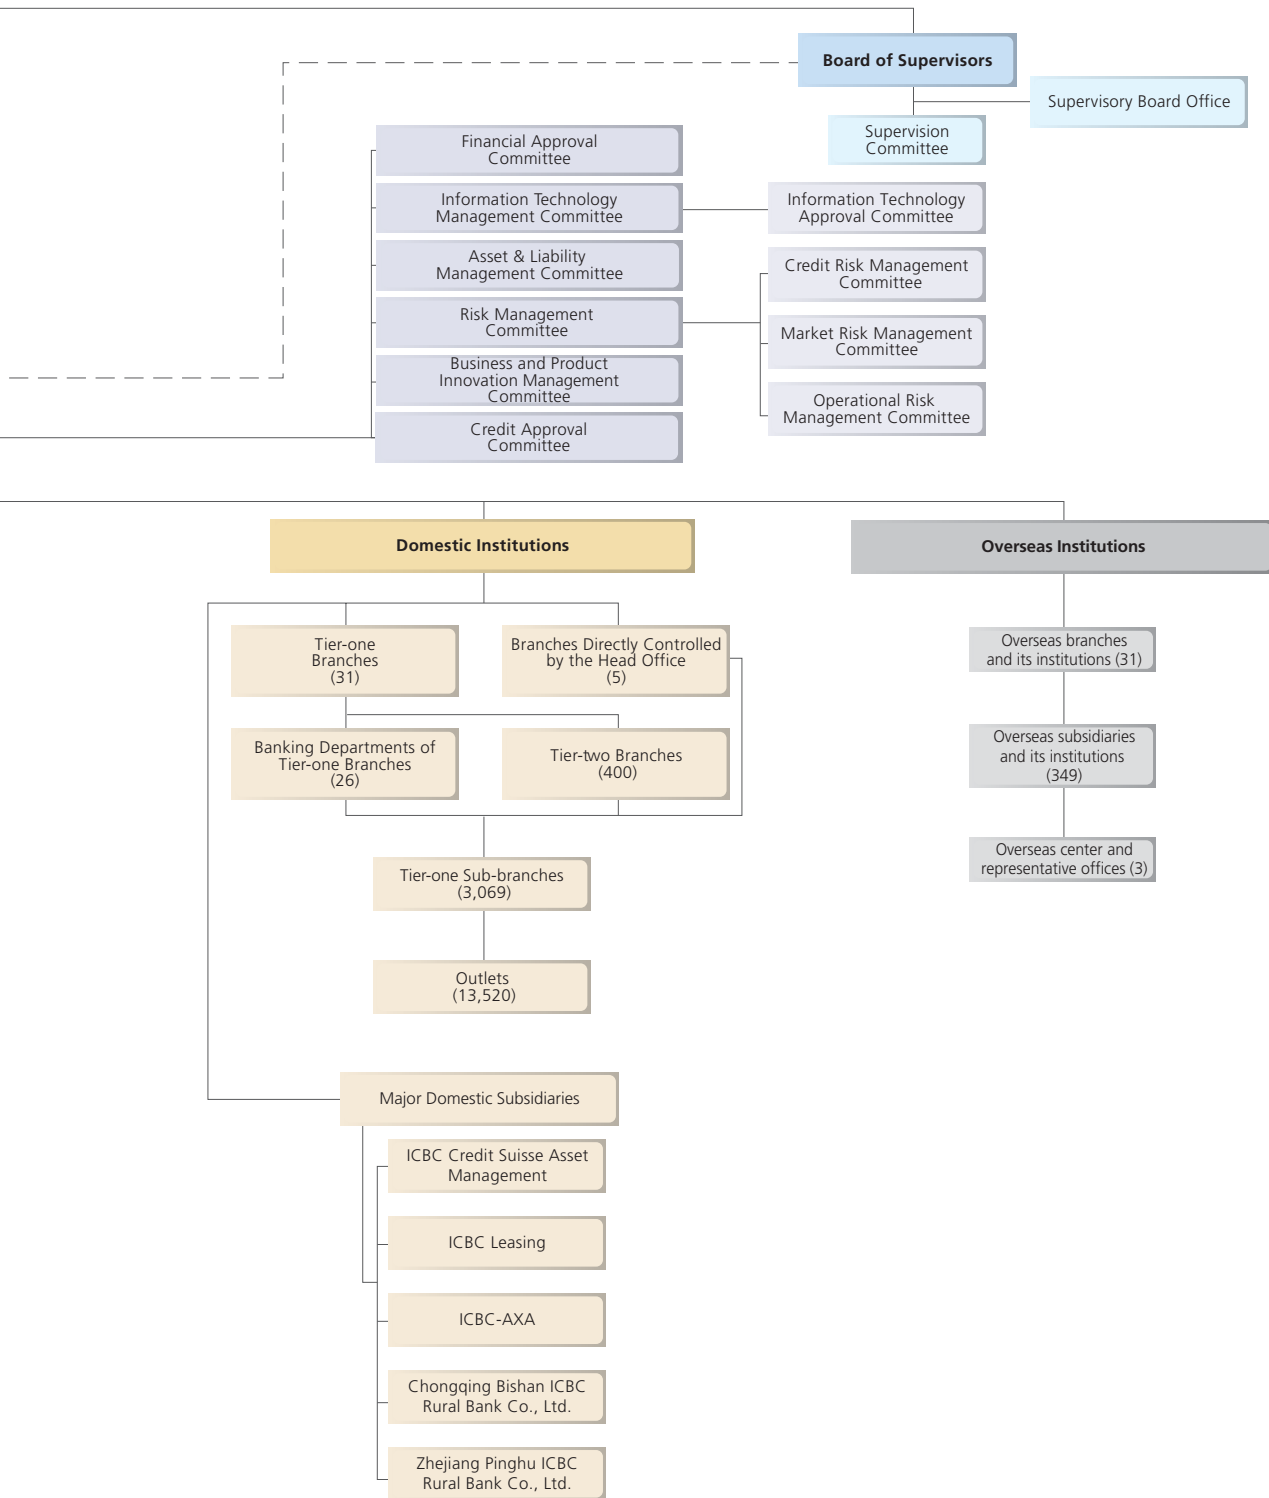 Board of Supervisors
Supervisory Board Office
Supervision
Committee
Financial Approval
Committee
Information Technology
Management Committee
Information Technology
Approval Committee
Asset & Liability
Management Committee
Credit Risk Management
Committee
Risk Management
Committee
Market Risk Management
Committee
Business and Product
Innovation Management
Committee
Operational Risk
Management Committee
Credit Approval
Committee
Domestic Institutions
Overseas Institutions
Tier-one
Branches
(31)
Branches Directly Controlled
by the Head Office
(5)
Overseas branches
and its institutions (31)
Banking Departments of
Tier-one Branches
(26)
Tier-two Branches
(400)
Overseas subsidiaries
and its institutions
(349)
Tier-one Sub-branches
(3,069)
Overseas center and
representative offices (3)
Outlets
(13,520)
Major Domestic Subsidiaries
ICBC Credit Suisse Asset
Management
ICBC Leasing
ICBC-AXA
Chongqing Bishan ICBC
Rural Bank Co., Ltd.
Zhejiang Pinghu ICBC
Rural Bank Co., Ltd.